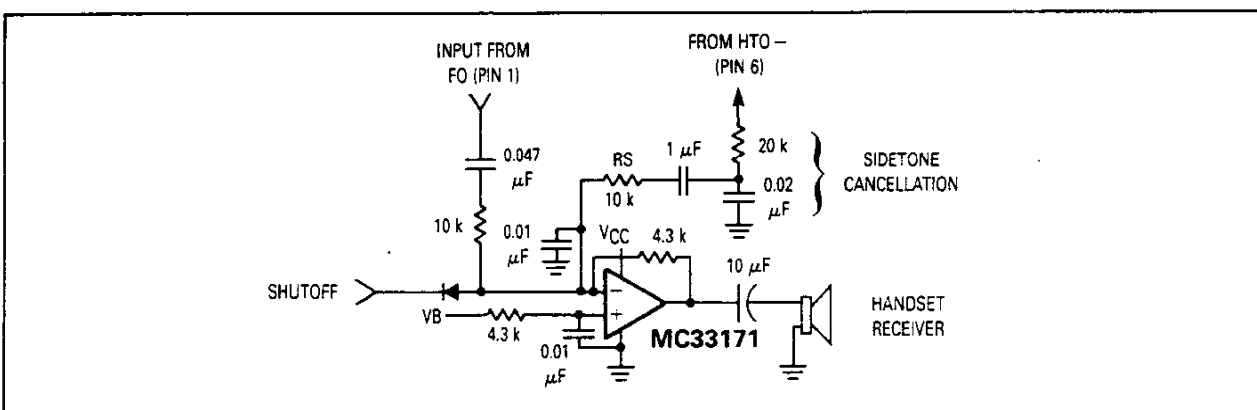 INPUT FROM
FO (PIN 1)
FROM HTO –
(PIN 6)
0.047
μF
RS
10 k
1 μF
20 k
0.02
μF
SIDETONE
CANCELLATION
10 k
0.01
μF
VCC
4.3 k
10 μF
SHUTOFF
–
+
VB
4.3 k
0.01
μF
MC33171
HANDSET
RECEIVER